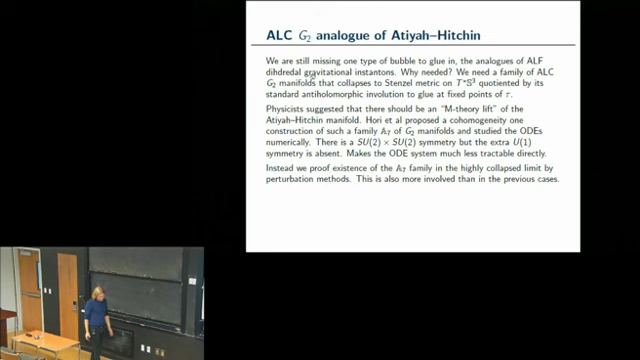 ALC G₂ analogue of Atiyah–Hitchin
We are still missing one type of bubble to glue in, the analogues of ALF
dihdredal gravitational instantons. Why needed? We need a family of ALC
G₂ manifolds that collapses to Stenzel metric on T*S³ quotiented by its
standard antiholomorphic involution to glue at fixed points of τ.
Physicists suggested that there should be an “M-theory lift” of the
Atiyah-Hitchin manifold. Hori et al proposed a cohomogeneity one
construction of such a family 𝔸₇ of G₂ manifolds and studied the ODEs
numerically. There is a SU(2) × SU(2) symmetry but the extra U(1)
symmetry is absent. Makes the ODE system much less tractable directly.
Instead we proof existence of the 𝔸₇ family in the highly collapsed limit by
perturbation methods. This is also more involved than in the previous cases.